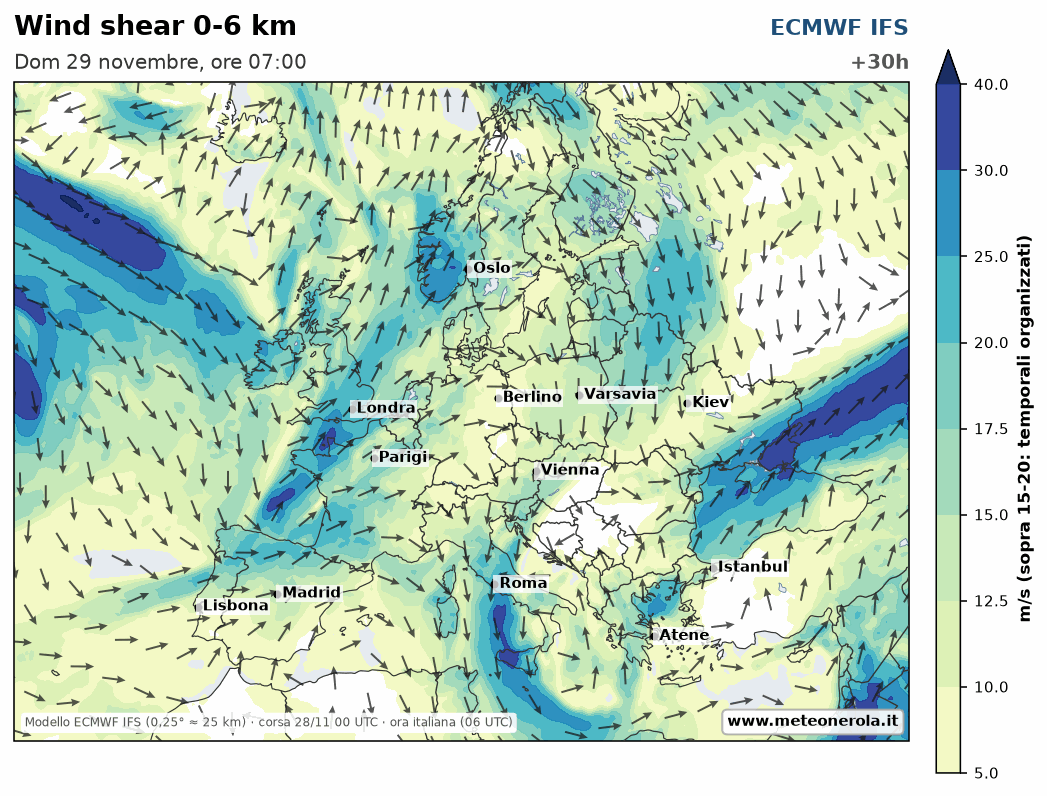 Wind shear 0-6 km
ECMWF IFS
Dom 29 novembre, ore 07:00
+30h
40.0
30.0
25.0
20.0
17.5
15.0
12.5
10.0
5.0
m/s (sopra 15-20: temporali organizzati)
Oslo
Berlino
Varsavia
Kiev
Londra
Parigi
Vienna
Istanbul
Roma
Madrid
Lisbona
Atene
Modello ECMWF IFS (0,25° ≈ 25 km) · corsa 28/11 00 UTC · ora italiana (06 UTC)
www.meteonerola.it